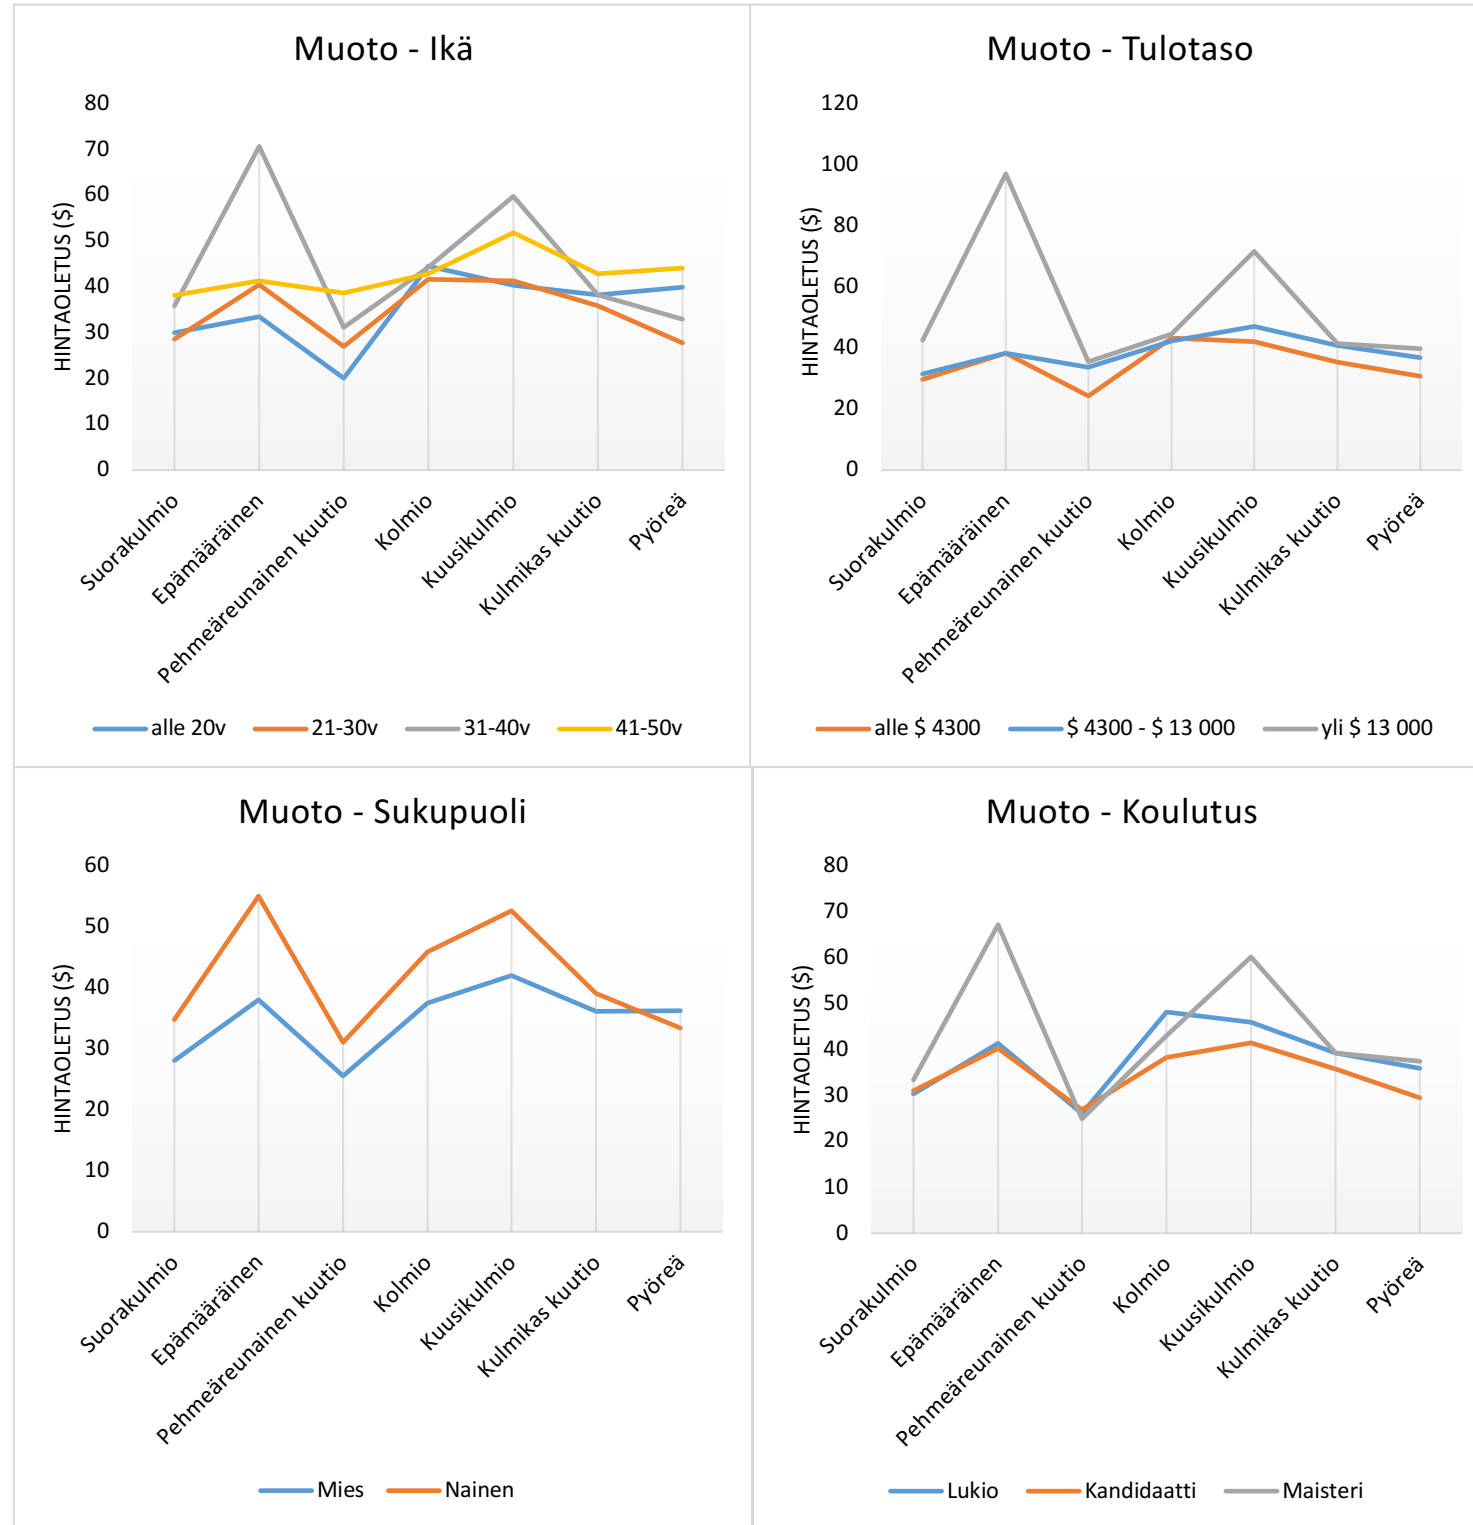 Muoto - Ikä
80
70
60
50
40
30
20
10
0
HINTAOLETUS ($)
Suorakulmio
Epämääräinen
Pehmeäreunainen kuutio
Kolmio
Kuusikulmio
Kulmikas kuutio
Pyöreä
alle 20v 21-30v 31-40v 41-50v
Muoto - Tulotaso
120
100
80
60
40
20
0
HINTAOLETUS ($)
Suorakulmio
Epämääräinen
Pehmeäreunainen kuutio
Kolmio
Kuusikulmio
Kulmikas kuutio
Pyöreä
alle $ 4300 $ 4300 - $ 13 000 yli $ 13 000
Muoto - Sukupuoli
60
50
40
30
20
10
0
HINTAOLETUS ($)
Suorakulmio
Epämääräinen
Pehmeäreunainen kuutio
Kolmio
Kuusikulmio
Kulmikas kuutio
Pyöreä
Mies Nainen
Muoto - Koulutus
80
70
60
50
40
30
20
10
0
HINTAOLETUS ($)
Suorakulmio
Epämääräinen
Pehmeäreunainen kuutio
Kolmio
Kuusikulmio
Kulmikas kuutio
Pyöreä
Lukio Kandidaatti Maisteri